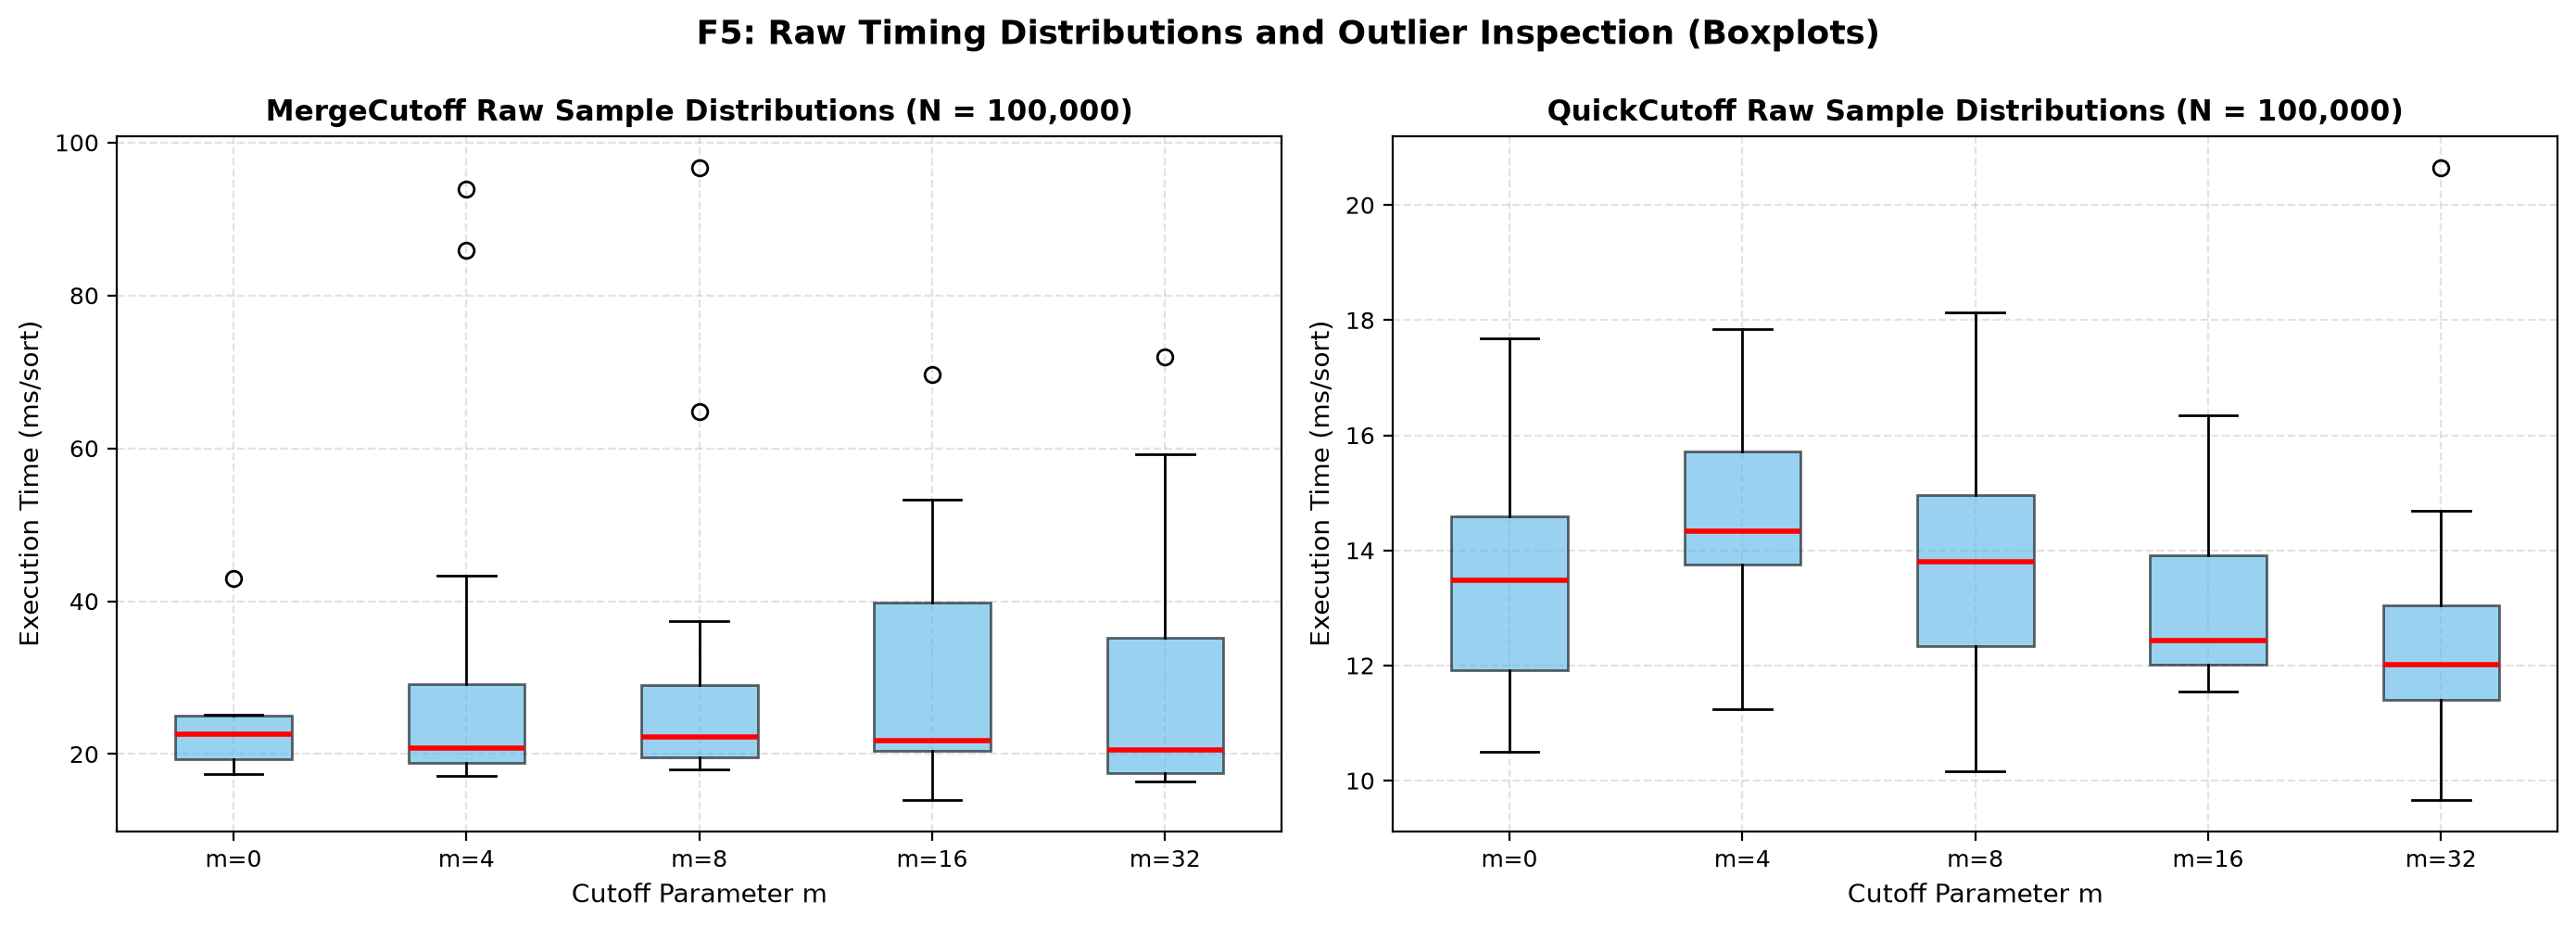 F5: Raw Timing Distributions and Outlier Inspection (Boxplots)
MergeCutoff Raw Sample Distributions (N = 100,000)
Execution Time (ms/sort)
100
80
60
40
20
m=0
m=4
m=8
m=16
m=32
Cutoff Parameter m
QuickCutoff Raw Sample Distributions (N = 100,000)
Execution Time (ms/sort)
20
18
16
14
12
10
m=0
m=4
m=8
m=16
m=32
Cutoff Parameter m